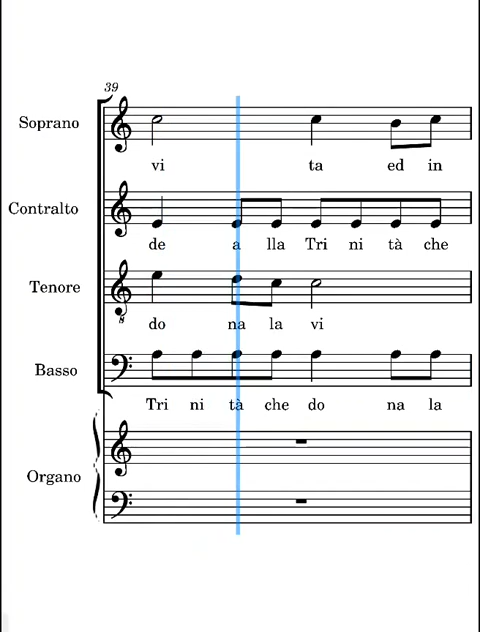 39
Soprano
vi ta ed in
Contralto
de a lla Tri ni tà che
Tenore
8
do na la vi
Basso
Tri ni tà che do na la
Organo